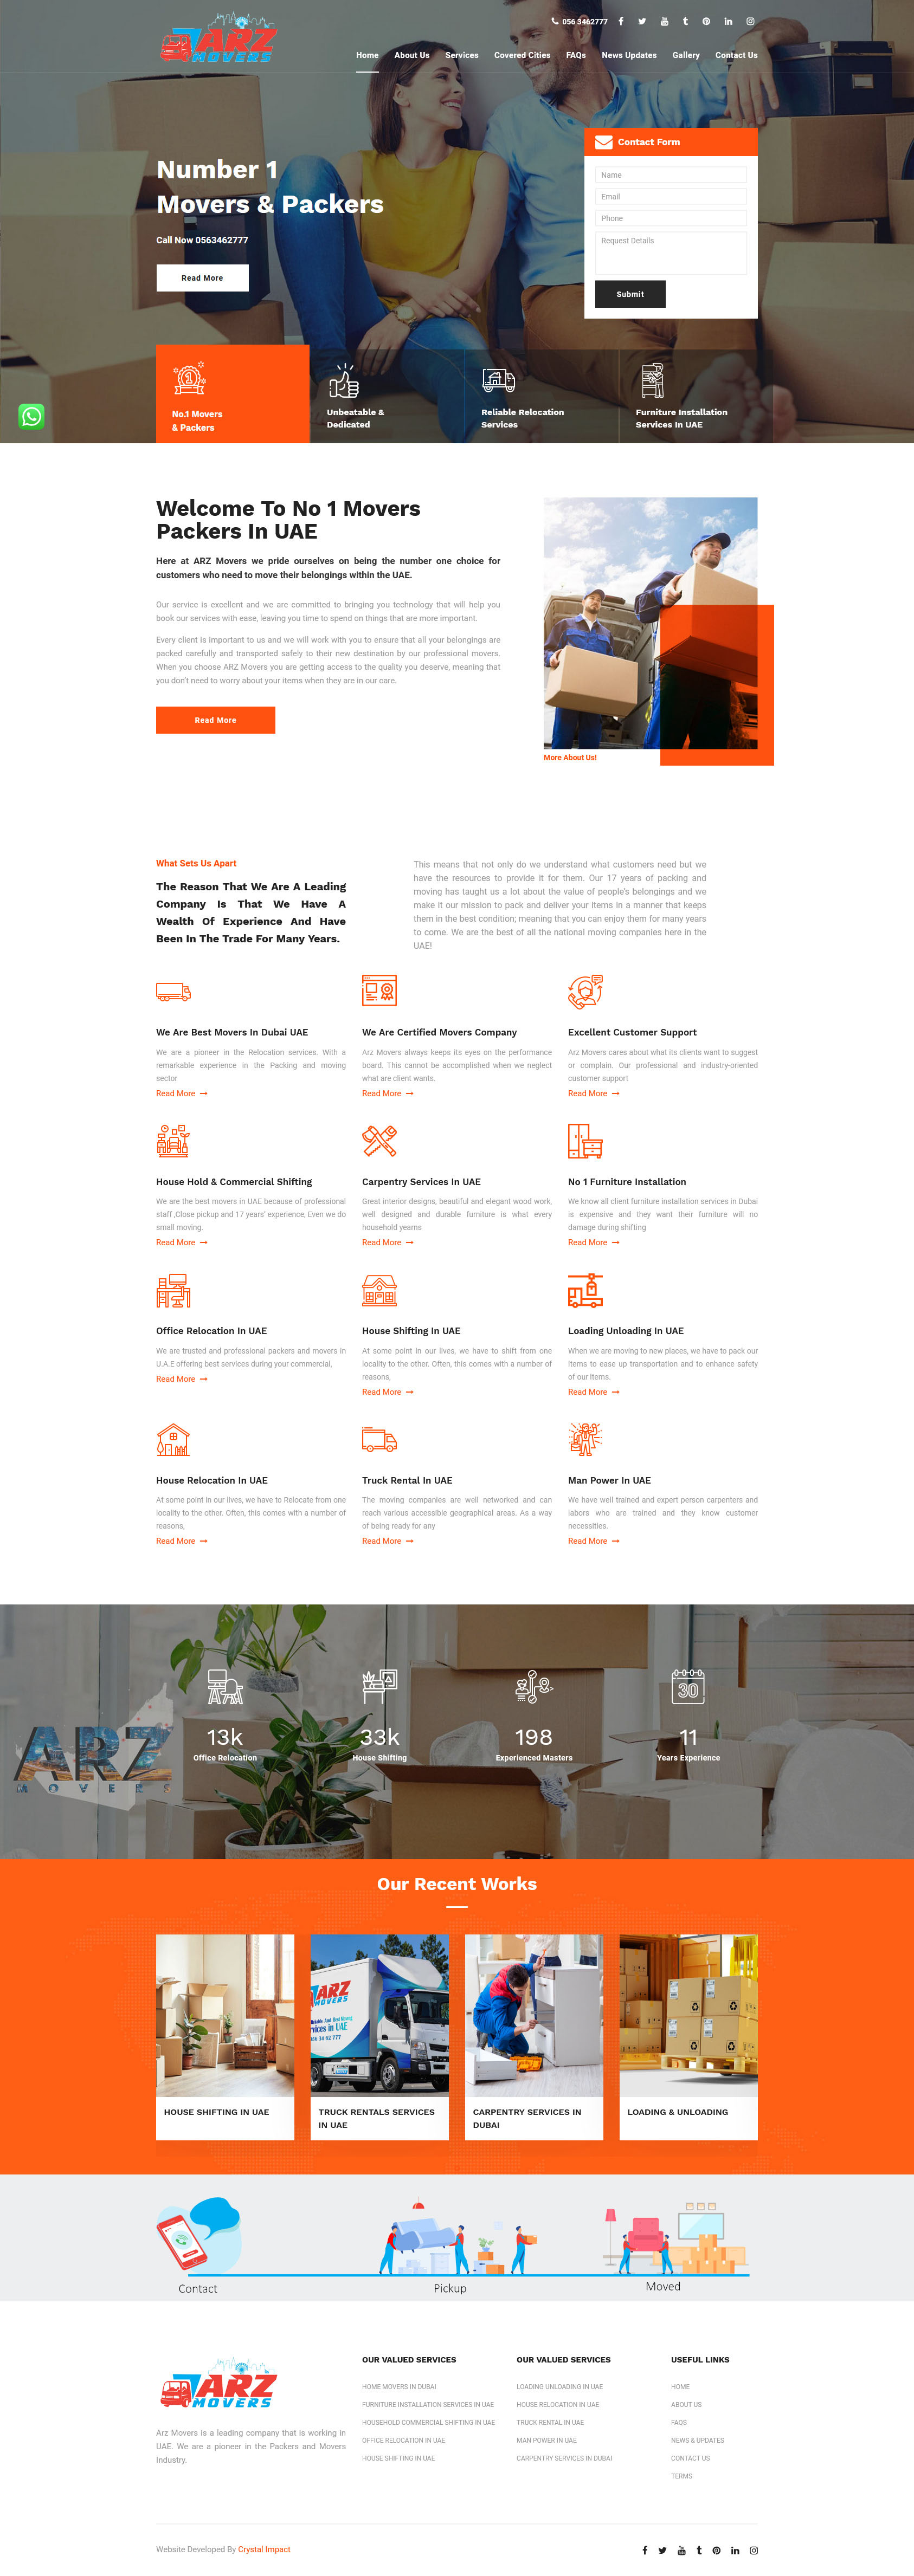 ARZ
MOVERS
056 3462777
Home
About Us
Services
Covered Cities
FAQs
News Updates
Gallery
Contact Us
Number 1
Movers & Packers
Call Now 0563462777
Read More
Contact Form
Name
Email
Phone
Request Details
Submit
No.1 Movers
& Packers
Unbeatable &
Dedicated
Reliable Relocation
Services
Furniture Installation
Services In UAE
Welcome To No 1 Movers
Packers In UAE
Here at ARZ Movers we pride ourselves on being the number one choice for
customers who need to move their belongings within the UAE.
Our service is excellent and we are committed to bringing you technology that will help you
book our services with ease, leaving you time to spend on things that are more important.
Every client is important to us and we will work with you to ensure that all your belongings are
packed carefully and transported safely to their new destination by our professional movers.
When you choose ARZ Movers you are getting access to the quality you deserve, meaning that
you don't need to worry about your items when they are in our care.
Read More
More About Us!
What Sets Us Apart
The Reason That We Are A Leading
Company Is That We Have A
Wealth Of Experience And Have
Been In The Trade For Many Years.
This means that not only do we understand what customers need but we
have the resources to provide it for them. Our 17 years of packing and
moving has taught us a lot about the value of people's belongings and we
make it our mission to pack and deliver your items in a manner that keeps
them in the best condition; meaning that you can enjoy them for many years
to come. We are the best of all the national moving companies here in the
UAE!
We Are Best Movers In Dubai UAE
We are a pioneer in the Relocation services. With a
remarkable experience in the Packing and moving
sector
Read More
We Are Certified Movers Company
Arz Movers always keeps its eyes on the performance
board. This cannot be accomplished when we neglect
what are client wants.
Read More
Excellent Customer Support
Arz Movers cares about what its clients want to suggest
or complain. Our professional and industry-oriented
customer support
Read More
House Hold & Commercial Shifting
We are the best movers in UAE because of professional
staff ,Close pickup and 17 years' experience, Even we do
small moving.
Read More
Carpentry Services In UAE
Great interior designs, beautiful and elegant wood work,
well designed and durable furniture is what every
household yearns
Read More
No 1 Furniture Installation
We know all client furniture installation services in Dubai
is expensive and they want their furniture will no
damage during shifting
Read More
Office Relocation In UAE
We are trusted and professional packers and movers in
U.A.E offering best services during your commercial,
Read More
House Shifting In UAE
At some point in our lives, we have to shift from one
locality to the other. Often, this comes with a number of
reasons,
Read More
Loading Unloading In UAE
When we are moving to new places, we have to pack our
items to ease up transportation and to enhance safety
of our items.
Read More
House Relocation In UAE
At some point in our lives, we have to Relocate from one
locality to the other. Often, this comes with a number of
reasons,
Read More
Truck Rental In UAE
The moving companies are well networked and can
reach various accessible geographical areas. As a way
of being ready for any
Read More
Man Power In UAE
We have well trained and expert person carpenters and
labors who are trained and they know customer
necessities.
Read More
ARZ
MOVERS
30
13k
Office Relocation
33k
House Shifting
198
Experienced Masters
11
Years Experience
Our Recent Works
ARZ
MOVERS
HOUSE SHIFTING IN UAE
TRUCK RENTALS SERVICES
IN UAE
CARPENTRY SERVICES IN
DUBAI
LOADING & UNLOADING
Contact
Pickup
Moved
ARZ
MOVERS
Arz Movers is a leading company that is working in
UAE. We are a pioneer in the Packers and Movers
Industry.
OUR VALUED SERVICES
HOME MOVERS IN DUBAI
FURNITURE INSTALLATION SERVICES IN UAE
HOUSEHOLD COMMERCIAL SHIFTING IN UAE
OFFICE RELOCATION IN UAE
HOUSE SHIFTING IN UAE
OUR VALUED SERVICES
LOADING UNLOADING IN UAE
HOUSE RELOCATION IN UAE
TRUCK RENTAL IN UAE
MAN POWER IN UAE
CARPENTRY SERVICES IN DUBAI
USEFUL LINKS
HOME
ABOUT US
FAQS
NEWS & UPDATES
CONTACT US
TERMS
Website Developed By Crystal Impact